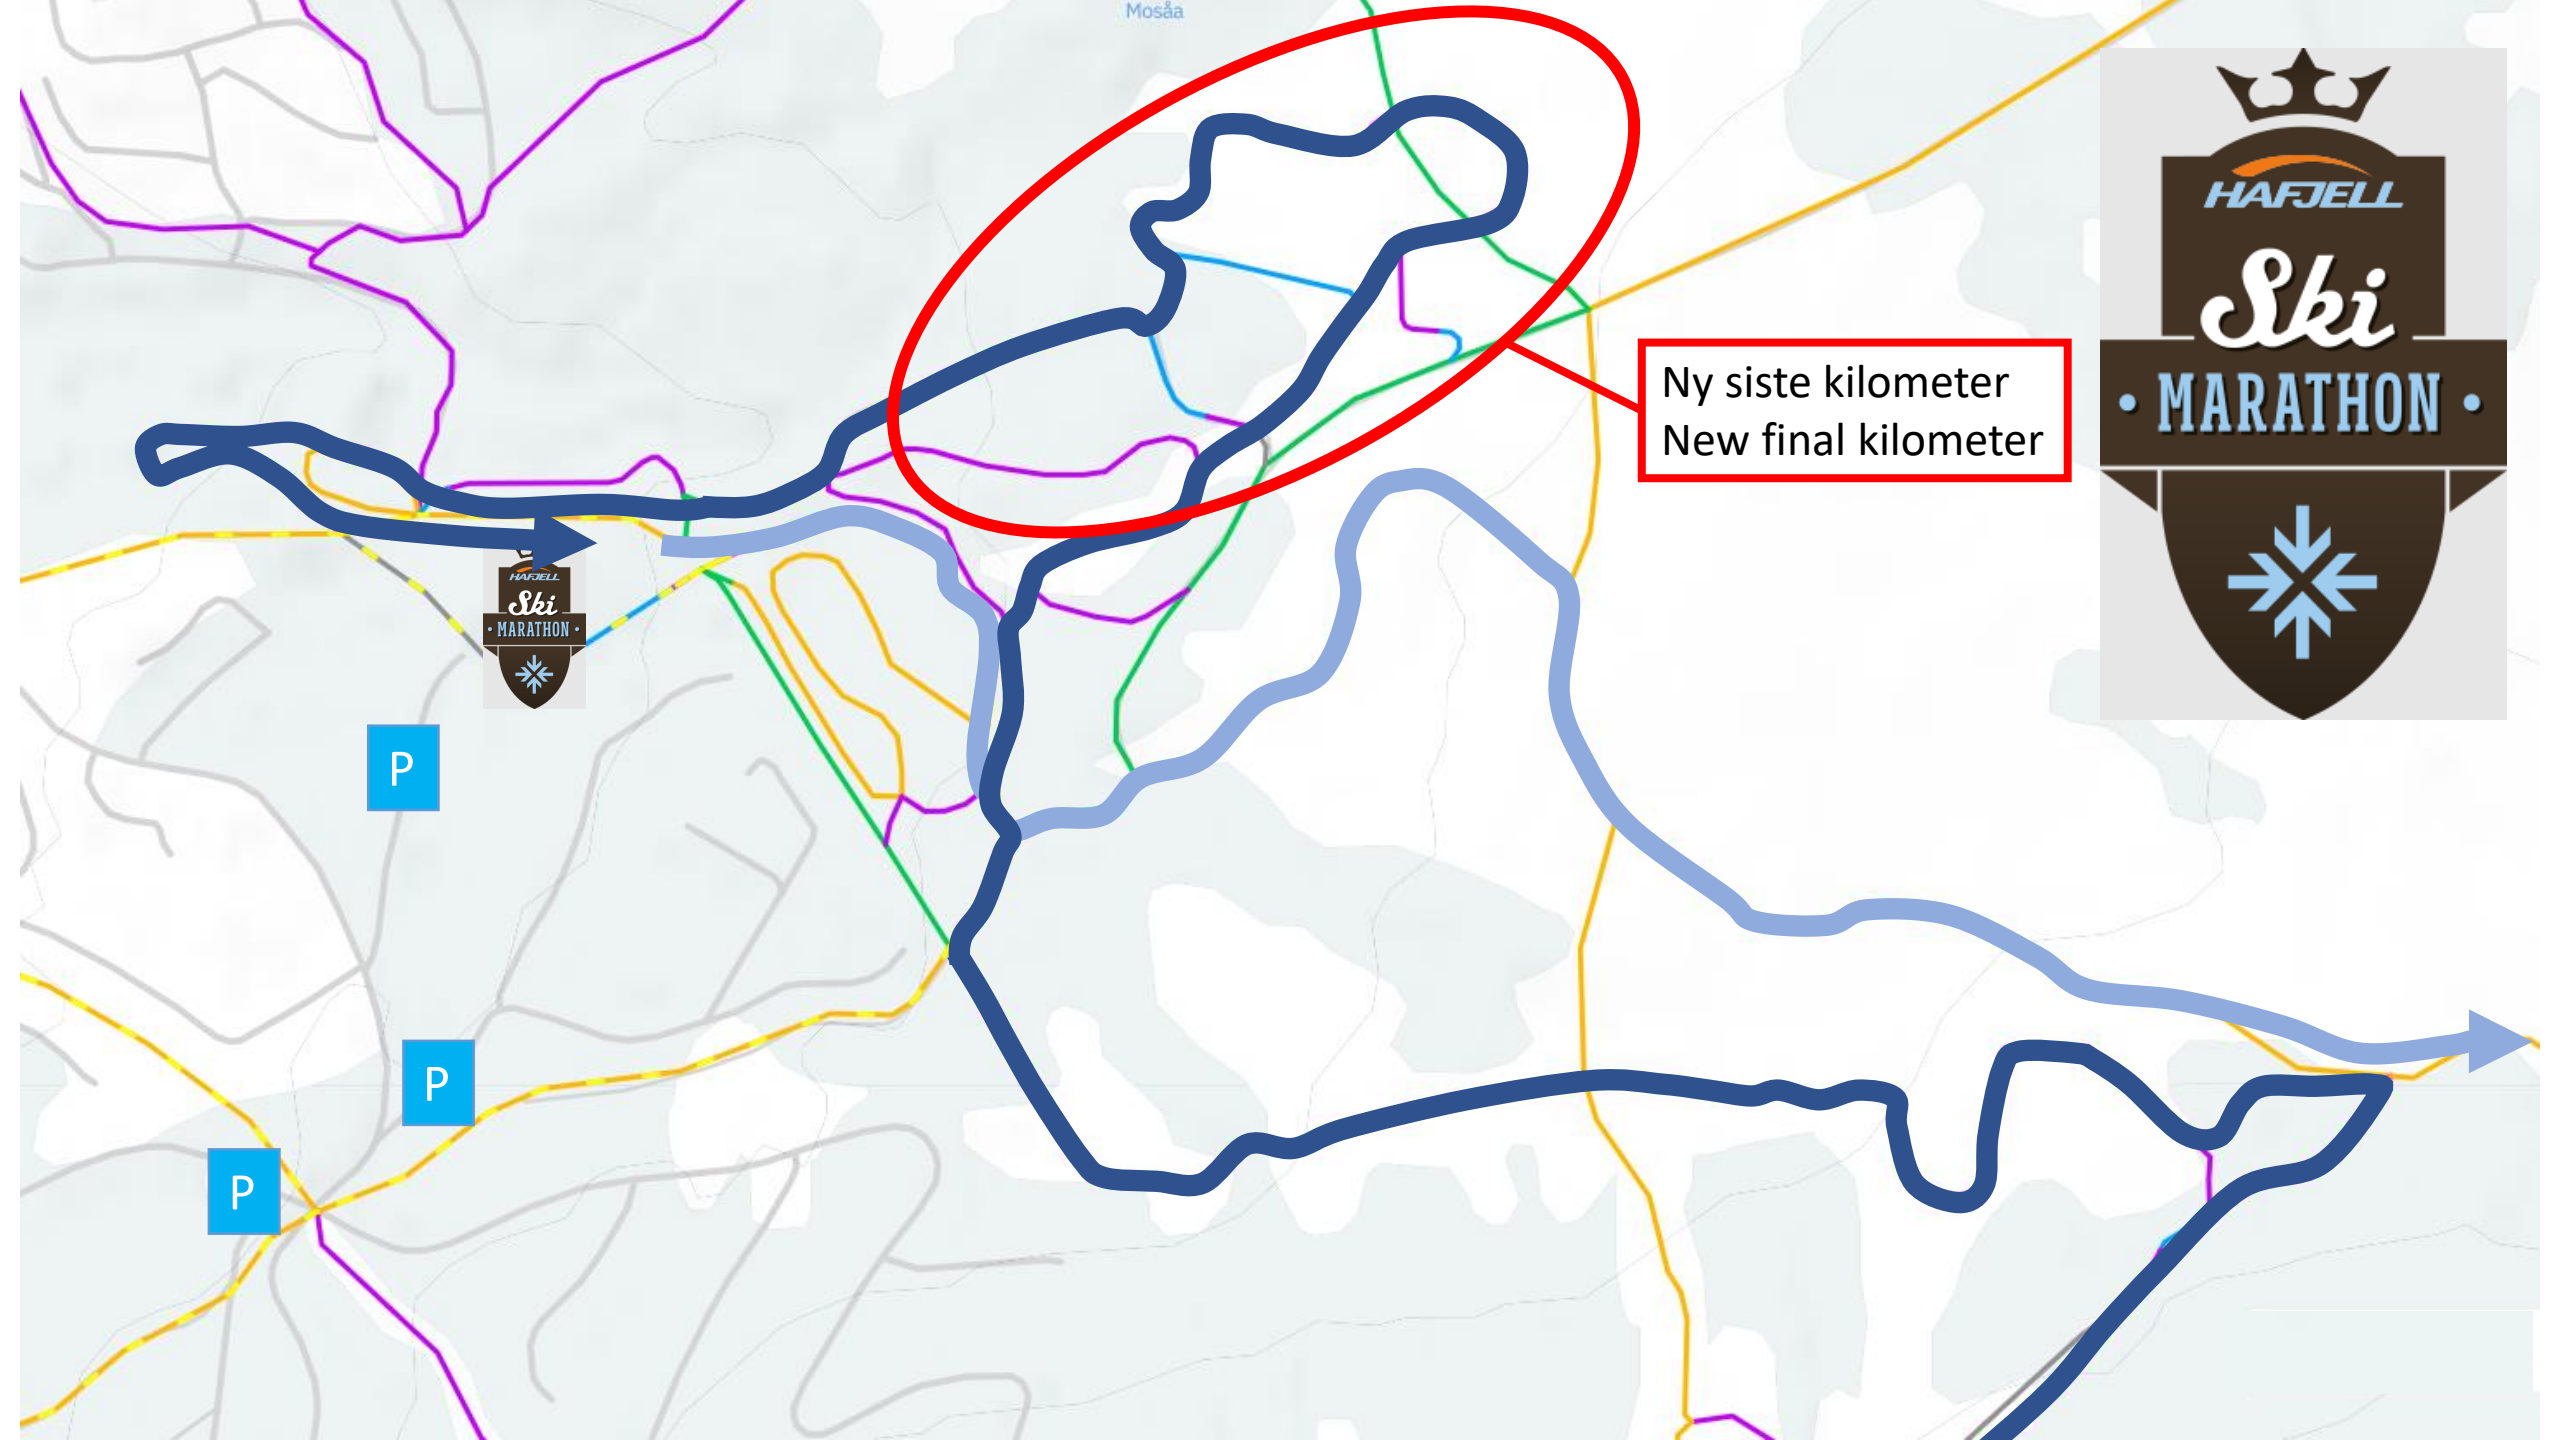 Mosåa
HAFJELL
Ski
• MARATHON •
Ny siste kilometer
New final kilometer
HAFJELL
Ski
• MARATHON •
P
P
P